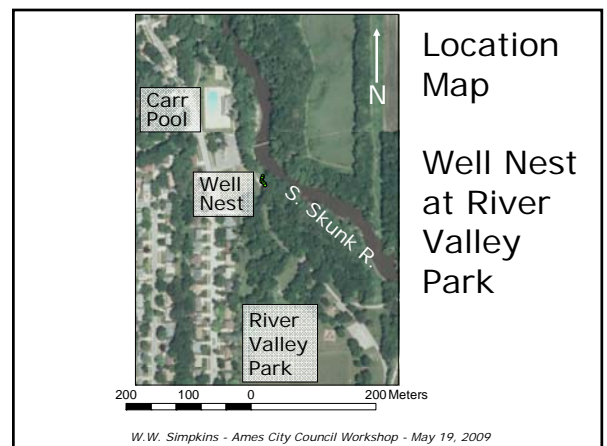 Location
Map
Well Nest
at River
Valley
Park
N
Carr
Pool
Well
Nest
S. Skunk R.
River
Valley
Park
200 100 0 200 Meters
W.W. Simpkins - Ames City Council Workshop - May 19, 2009